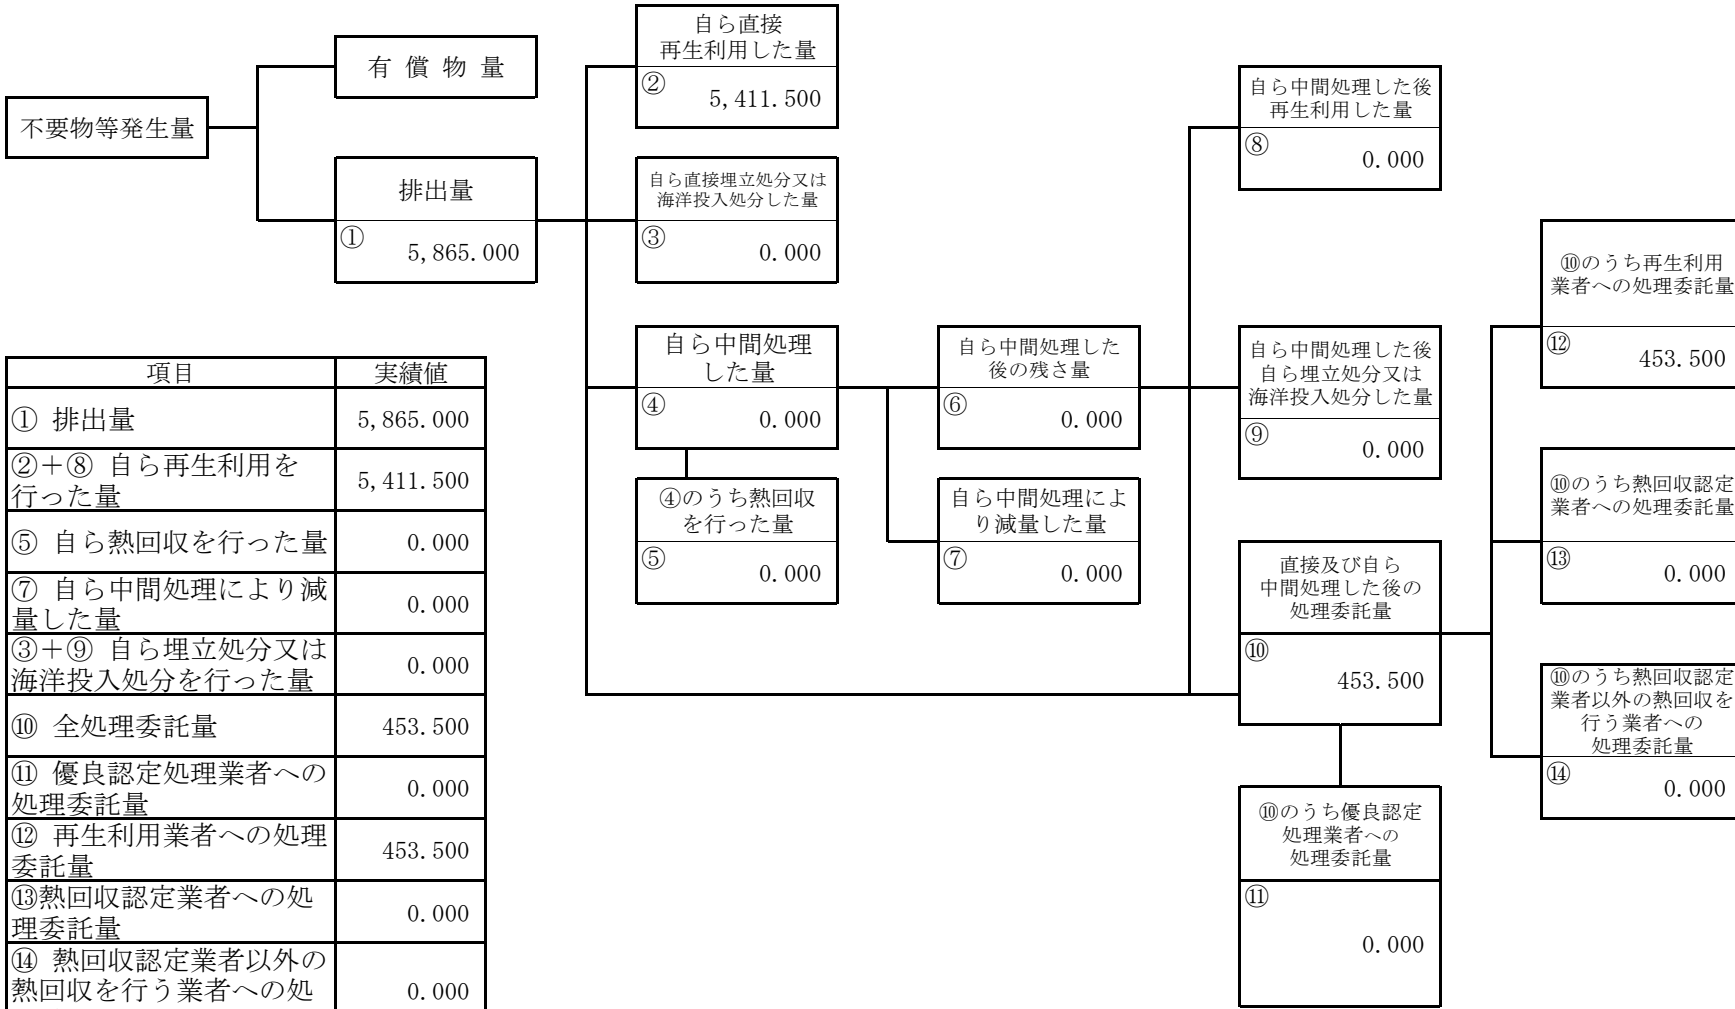 不要物等発生量
有 償 物 量
排出量
① 5,865.000
自ら直接
再生利用した量
② 5,411.500
自ら直接埋立処分又は
海洋投入処分した量
③ 0.000
自ら中間処理
した量
④ 0.000
④のうち熱回収
を行った量
⑤ 0.000
自ら中間処理した
後の残さ量
⑥ 0.000
自ら中間処理によ
り減量した量
⑦ 0.000
自ら中間処理した後
再生利用した量
⑧ 0.000
自ら中間処理した後
自ら埋立処分又は
海洋投入処分した量
⑨ 0.000
直接及び自ら
中間処理した後の
処理委託量
⑩ 453.500
⑩のうち優良認定
処理業者への
処理委託量
⑪ 0.000
⑩のうち再生利用
業者への処理委託量
⑫ 453.500
⑩のうち熱回収認定
業者への処理委託量
⑬ 0.000
⑩のうち熱回収認定
業者以外の熱回収を
行う業者への
処理委託量
⑭ 0.000
項目 実績値
① 排出量 5,865.000
②+⑧ 自ら再生利用を
行った量 5,411.500
⑤ 自ら熱回収を行った量 0.000
⑦ 自ら中間処理により減
量した量 0.000
③+⑨ 自ら埋立処分又は
海洋投入処分を行った量 0.000
⑩ 全処理委託量 453.500
⑪ 優良認定処理業者への
処理委託量 0.000
⑫ 再生利用業者への処理
委託量 453.500
⑬熱回収認定業者への処
理委託量 0.000
⑭ 熱回収認定業者以外の
熱回収を行う業者への処 0.000